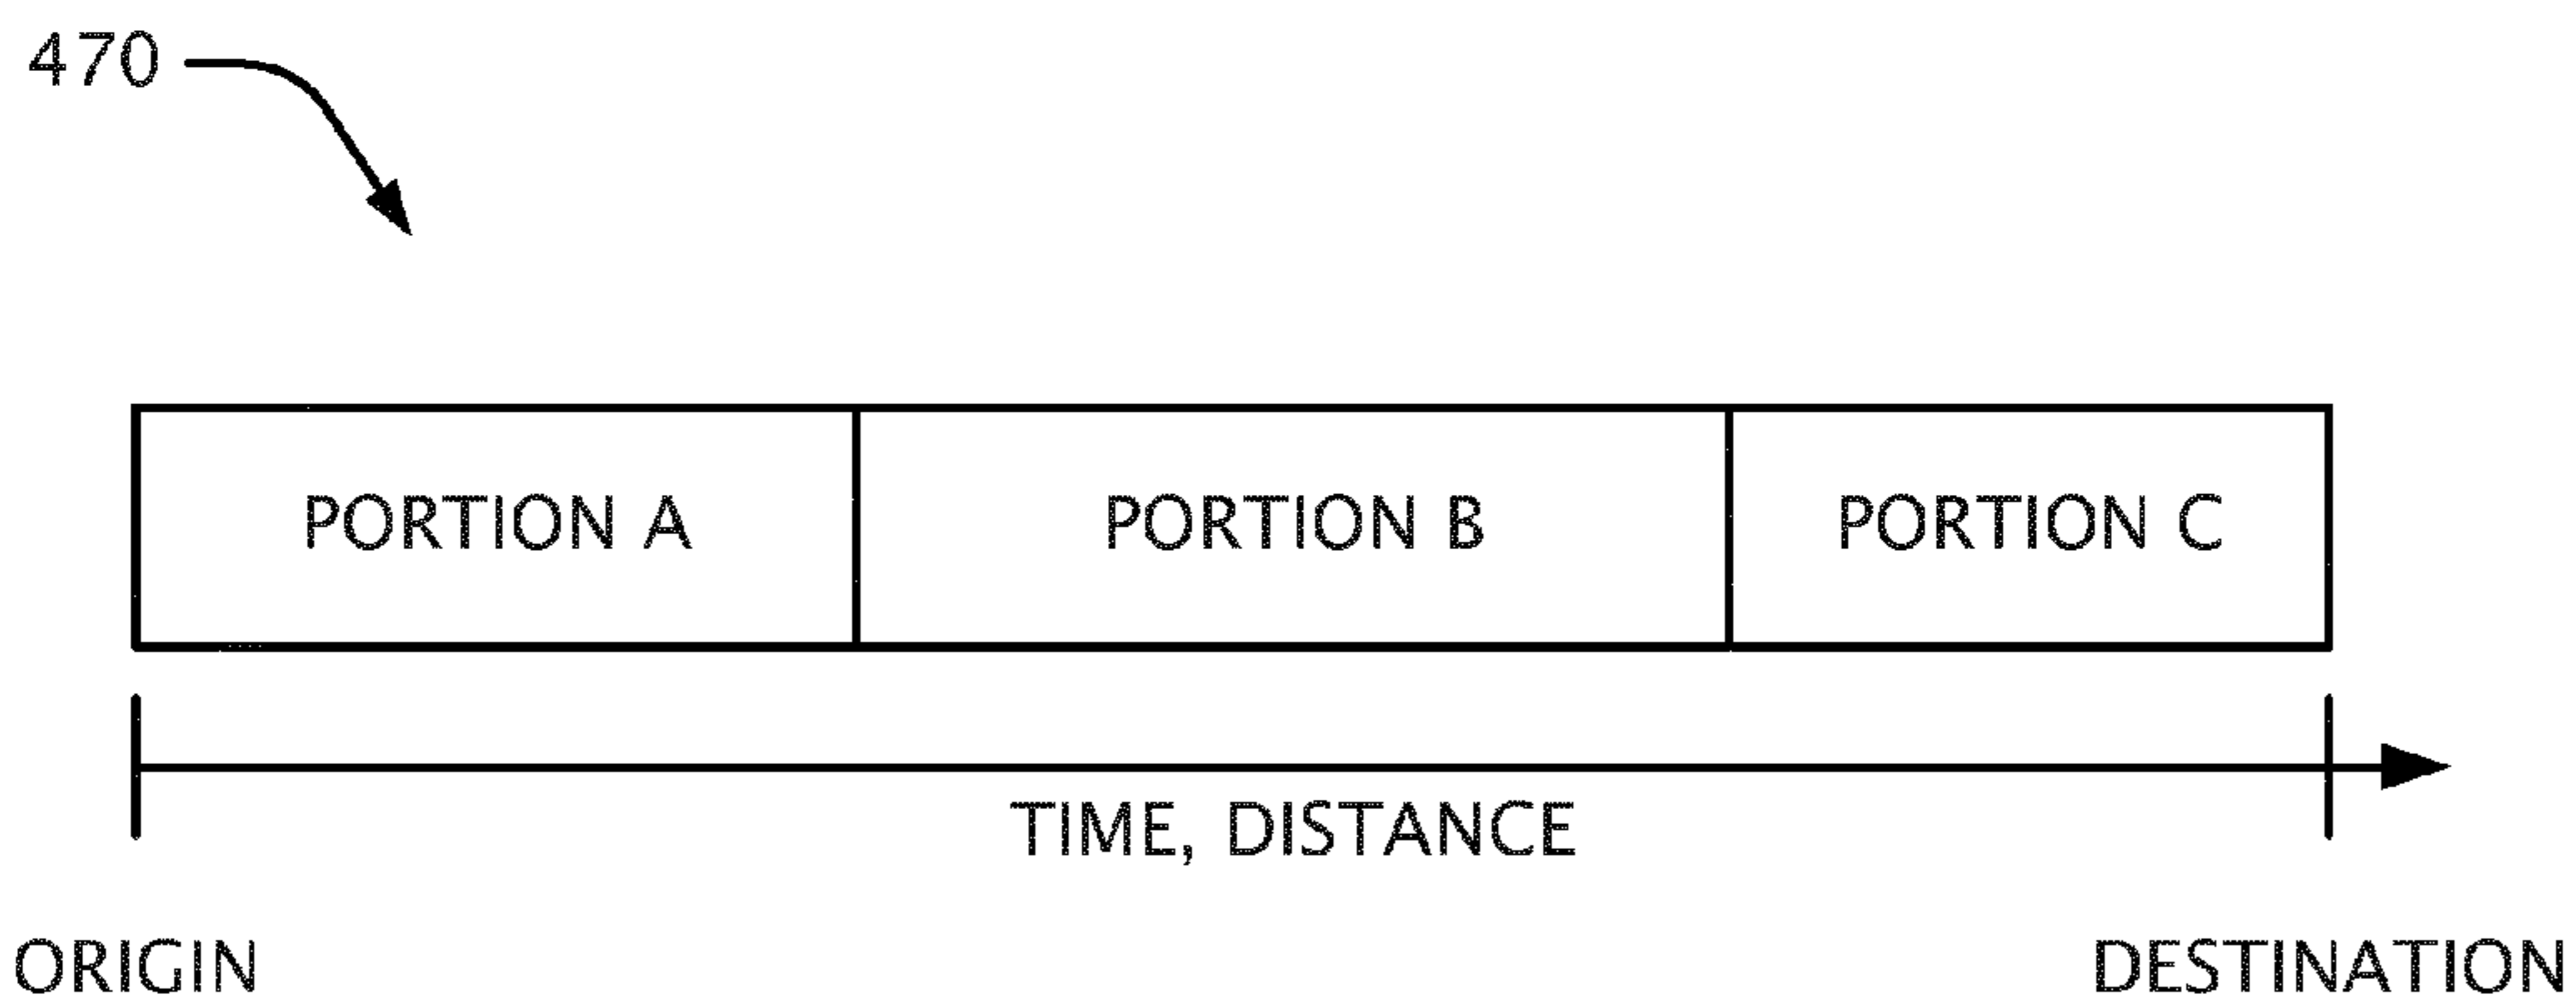 470
PORTION A PORTION B PORTION C
TIME, DISTANCE
ORIGIN DESTINATION